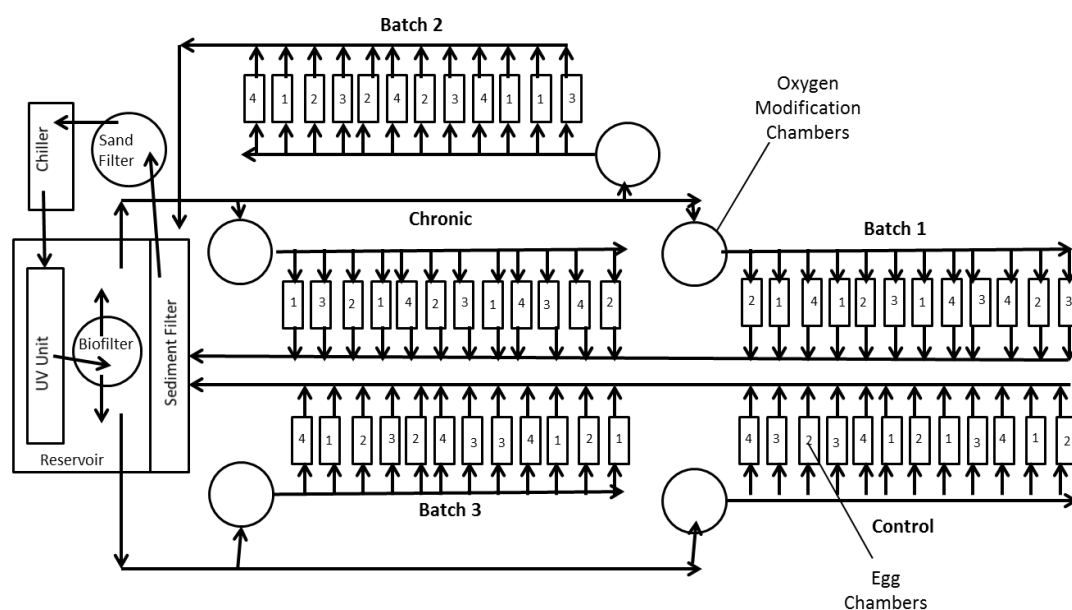 Batch 2
4 1 2 3 2 4 2 3 4 1 1 3
Oxygen
Modification
Chambers
Chiller
Sand
Filter
Chronic
Batch 1
1 3 2 1 4 2 3 1 4 3 4 2
2 1 4 1 2 3 1 4 3 4 2 3
UV Unit
Biofilter
Sediment Filter
Reservoir
4 1 2 3 2 4 3 3 4 1 2 1
4 3 2 3 4 1 2 1 3 4 1 2
Batch 3
Control
Egg
Chambers